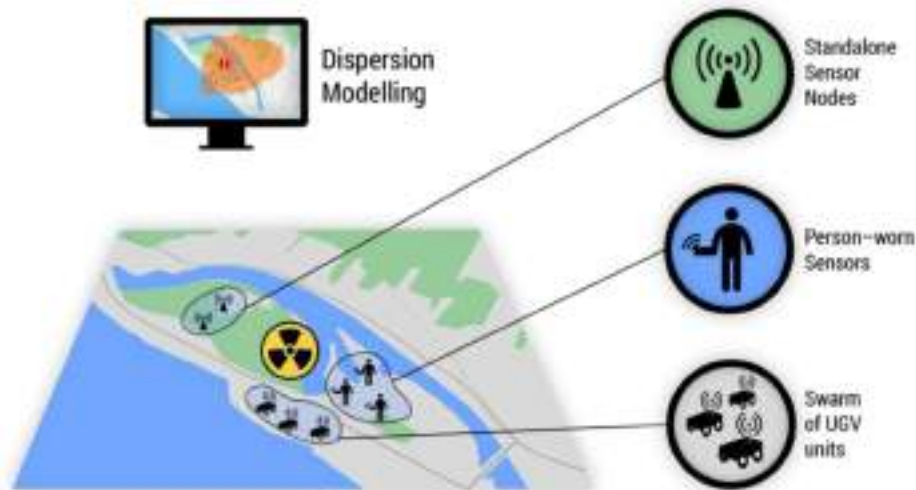 Dispersion
Modelling
Standalone
Sensor
Nodes
Person-worn
Sensors
Swarm
of UGV
units